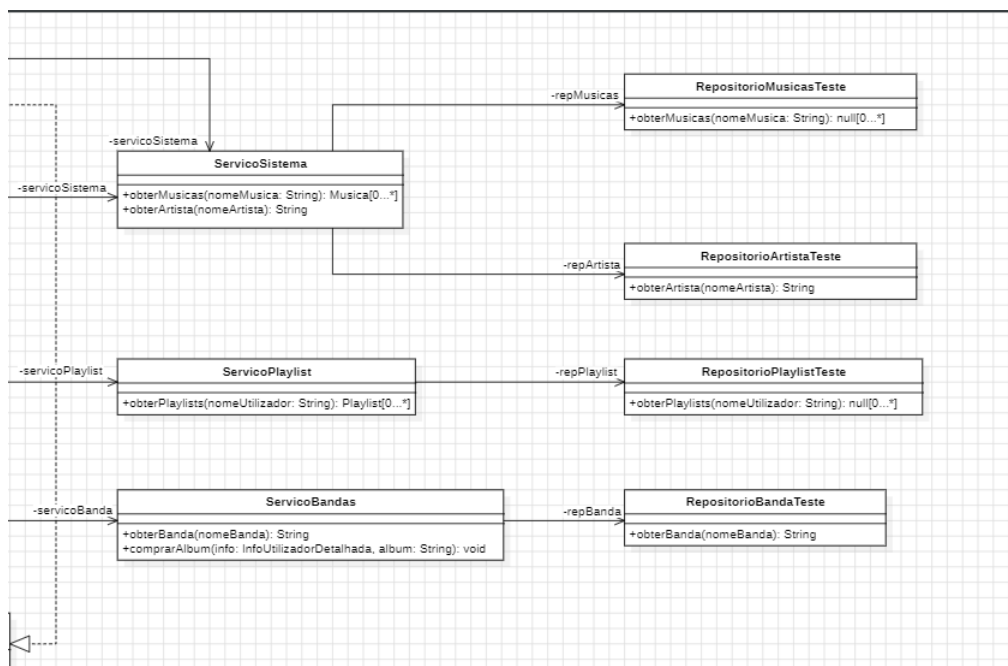 -servicoSistema
-servicoSistema
ServicoSistema
+obterMusicas(nomeMusica: String): Musica[0...*]
+obterArtista(nomeArtista): String
-repMusicas
RepositorioMusicasTeste
+obterMusicas(nomeMusica: String): null[0...*]
-repArtista
RepositorioArtistaTeste
+obterArtista(nomeArtista): String
-servicoPlaylist
ServicoPlaylist
+obterPlaylists(nomeUtilizador: String): Playlist[0...*]
-repPlaylist
RepositorioPlaylistTeste
+obterPlaylists(nomeUtilizador: String): null[0...*]
-servicoBanda
ServicoBandas
+obterBanda(nomeBanda): String
+comprarAlbum(info: InfoUtilizadorDetalhada, album: String): void
-repBanda
RepositorioBandaTeste
+obterBanda(nomeBanda): String